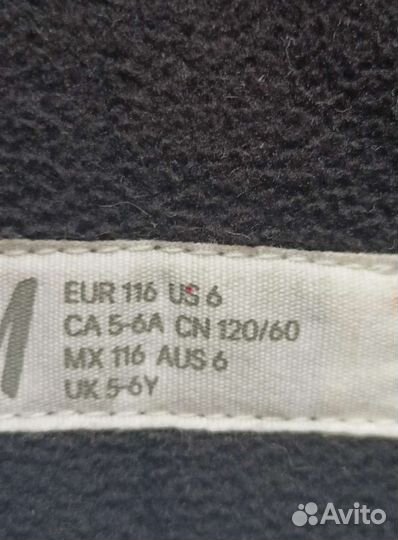 EUR 116 US 6
CA 5-6A CN 120/60
MX 116 AUS 6
UK 5-6Y
Avito